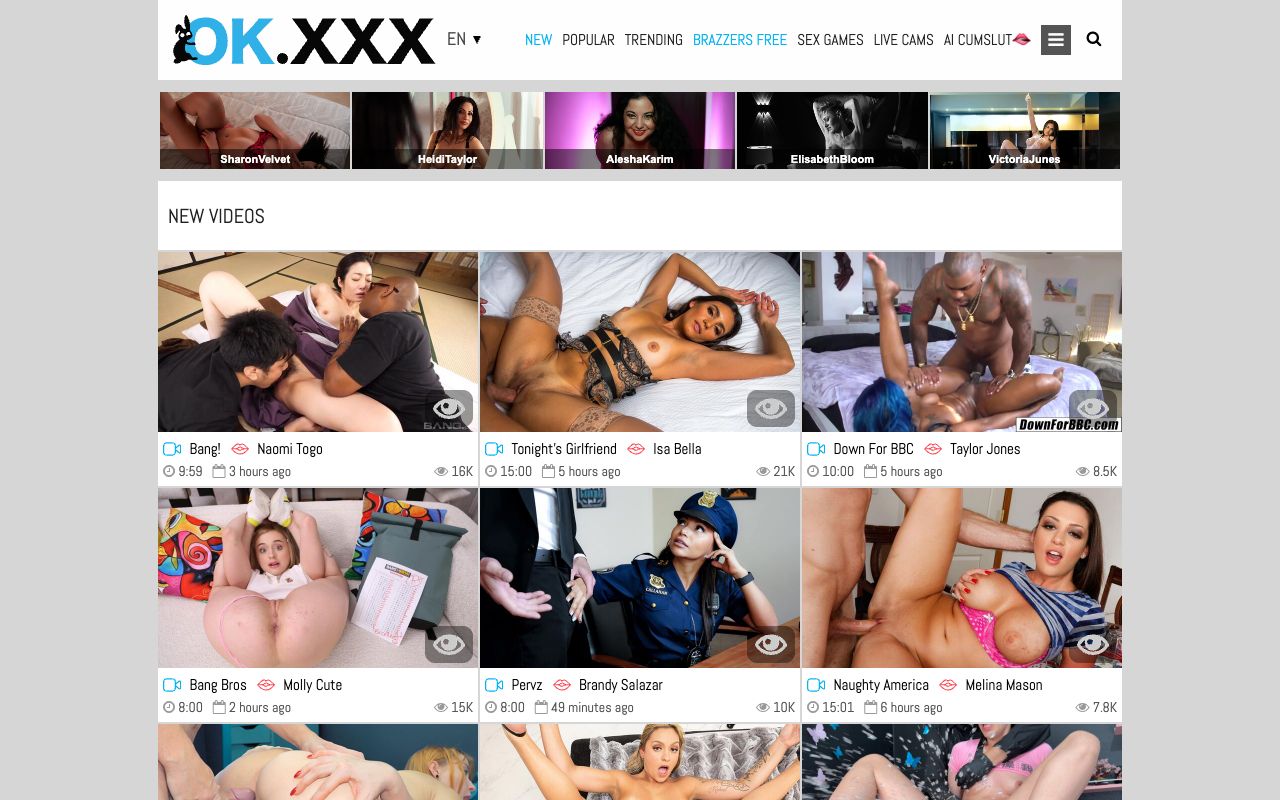 OK.XXX EN ▼ NEW POPULAR TRENDING BRAZZERS FREE SEX GAMES LIVE CAMS AI CUMSLUT
SharonVelvet HeidiTaylor AleshaKarim ElisabethBloom VictoriaJunes
NEW VIDEOS
BANG
DownForBBC.com
Bang! Naomi Togo Tonight's Girlfriend Isa Bella Down For BBC Taylor Jones
9:59 3 hours ago 16K 15:00 5 hours ago 21K 10:00 5 hours ago 8.5K
CALLAHAN
Bang Bros Molly Cute Pervz Brandy Salazar Naughty America Melina Mason
8:00 2 hours ago 15K 8:00 49 minutes ago 10K 15:01 6 hours ago 7.8K